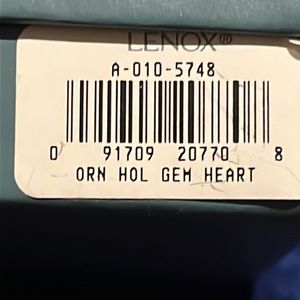 LENOX®
A-010-5748
0 91709 20770 8
ORN HOL GEM HEART